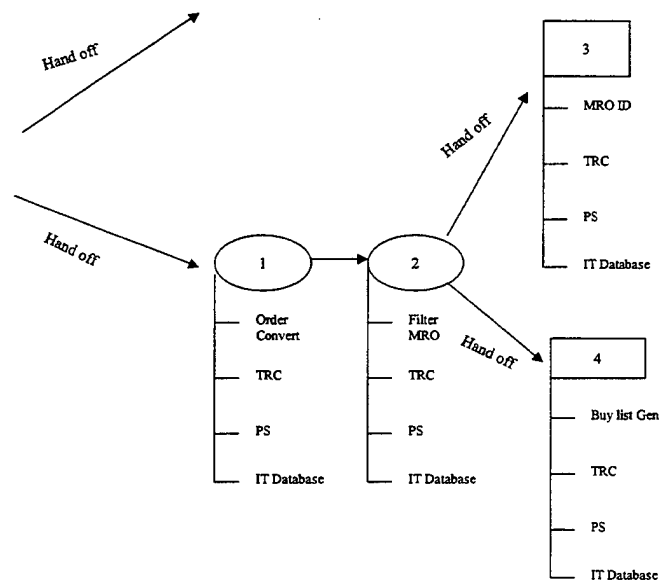 Hand off
3
MRO ID
TRC
PS
IT Database
Hand off
Hand off
1
2
Order
Convert
TRC
PS
IT Database
Filter
MRO
TRC
PS
IT Database
Hand off
4
Buy list Gen
TRC
PS
IT Database